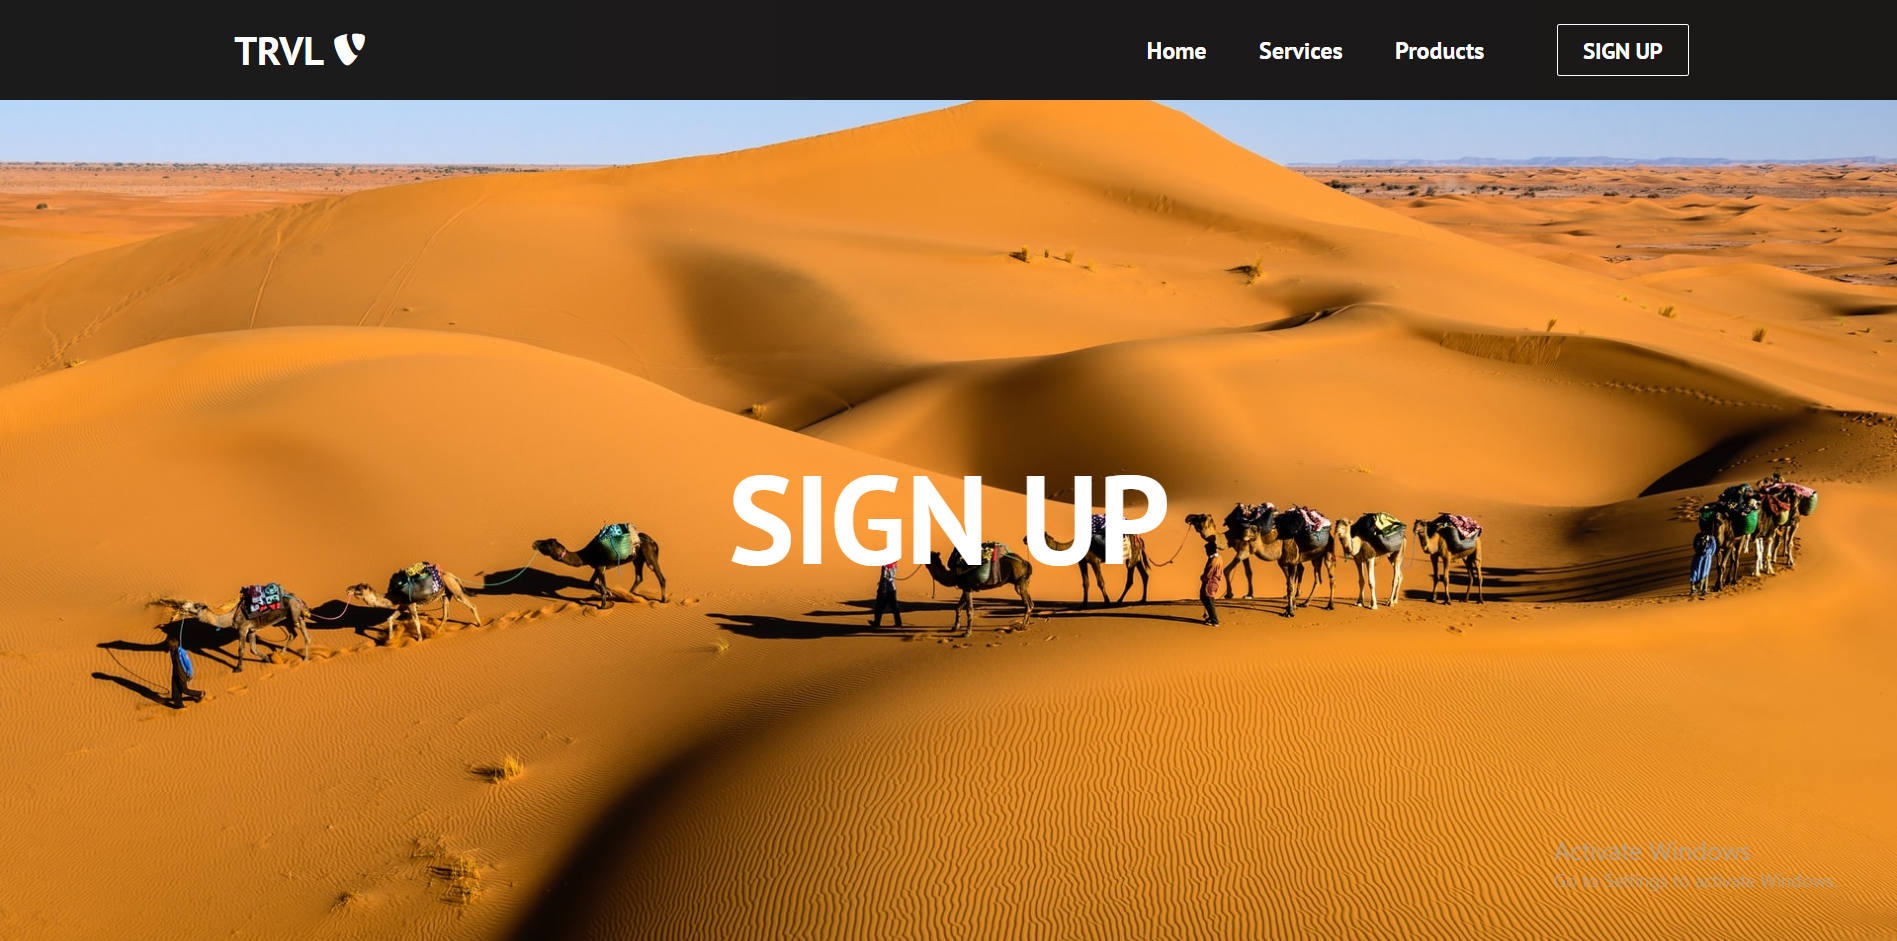 TRVL
Home
Services
Products
SIGN UP
SIGN UP
Activate Windows
Go to Settings to activate Windows.